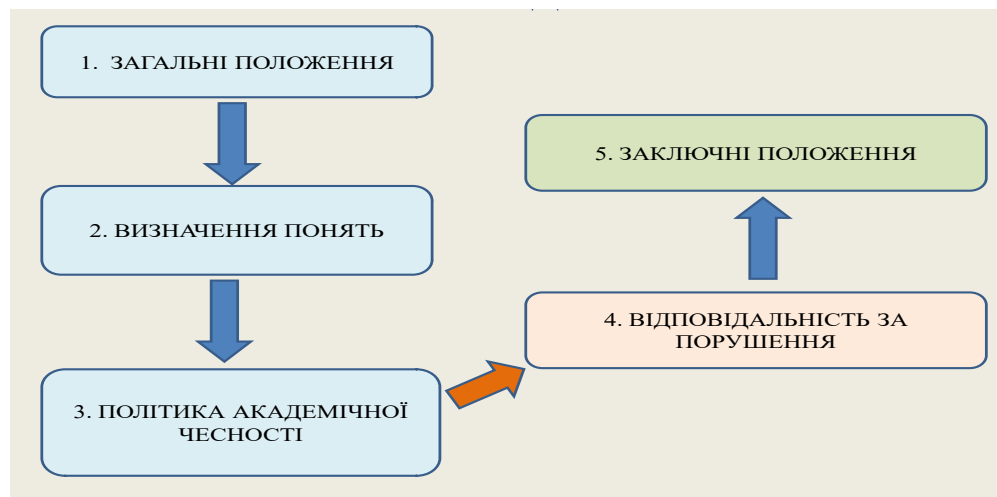 1. ЗАГАЛЬНІ ПОЛОЖЕННЯ
2. ВИЗНАЧЕННЯ ПОНЯТЬ
3. ПОЛІТИКА АКАДЕМІЧНОЇ
ЧЕСНОСТІ
4. ВІДПОВІДАЛЬНІСТЬ ЗА
ПОРУШЕННЯ
5. ЗАКЛЮЧНІ ПОЛОЖЕННЯ